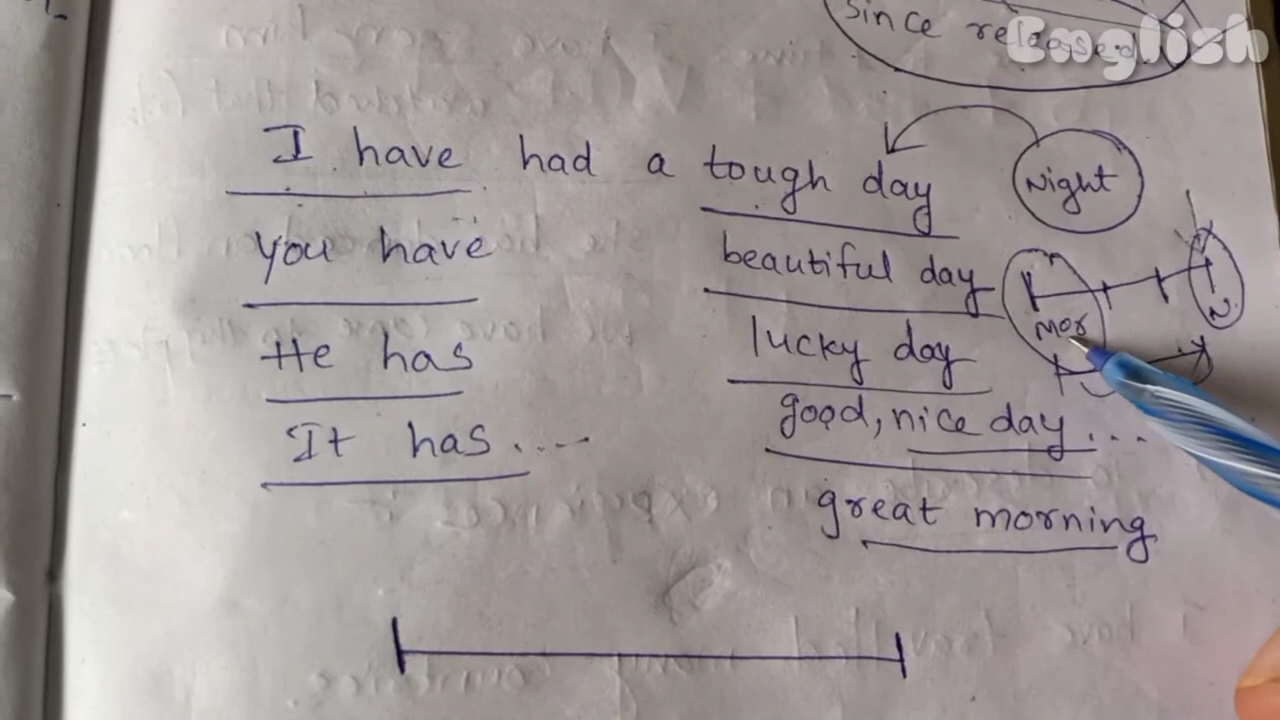 since released
English
I have had a tough day
Night
you have beautiful day
N.
mor
He has lucky day
It has.... good, nice day...
great morning